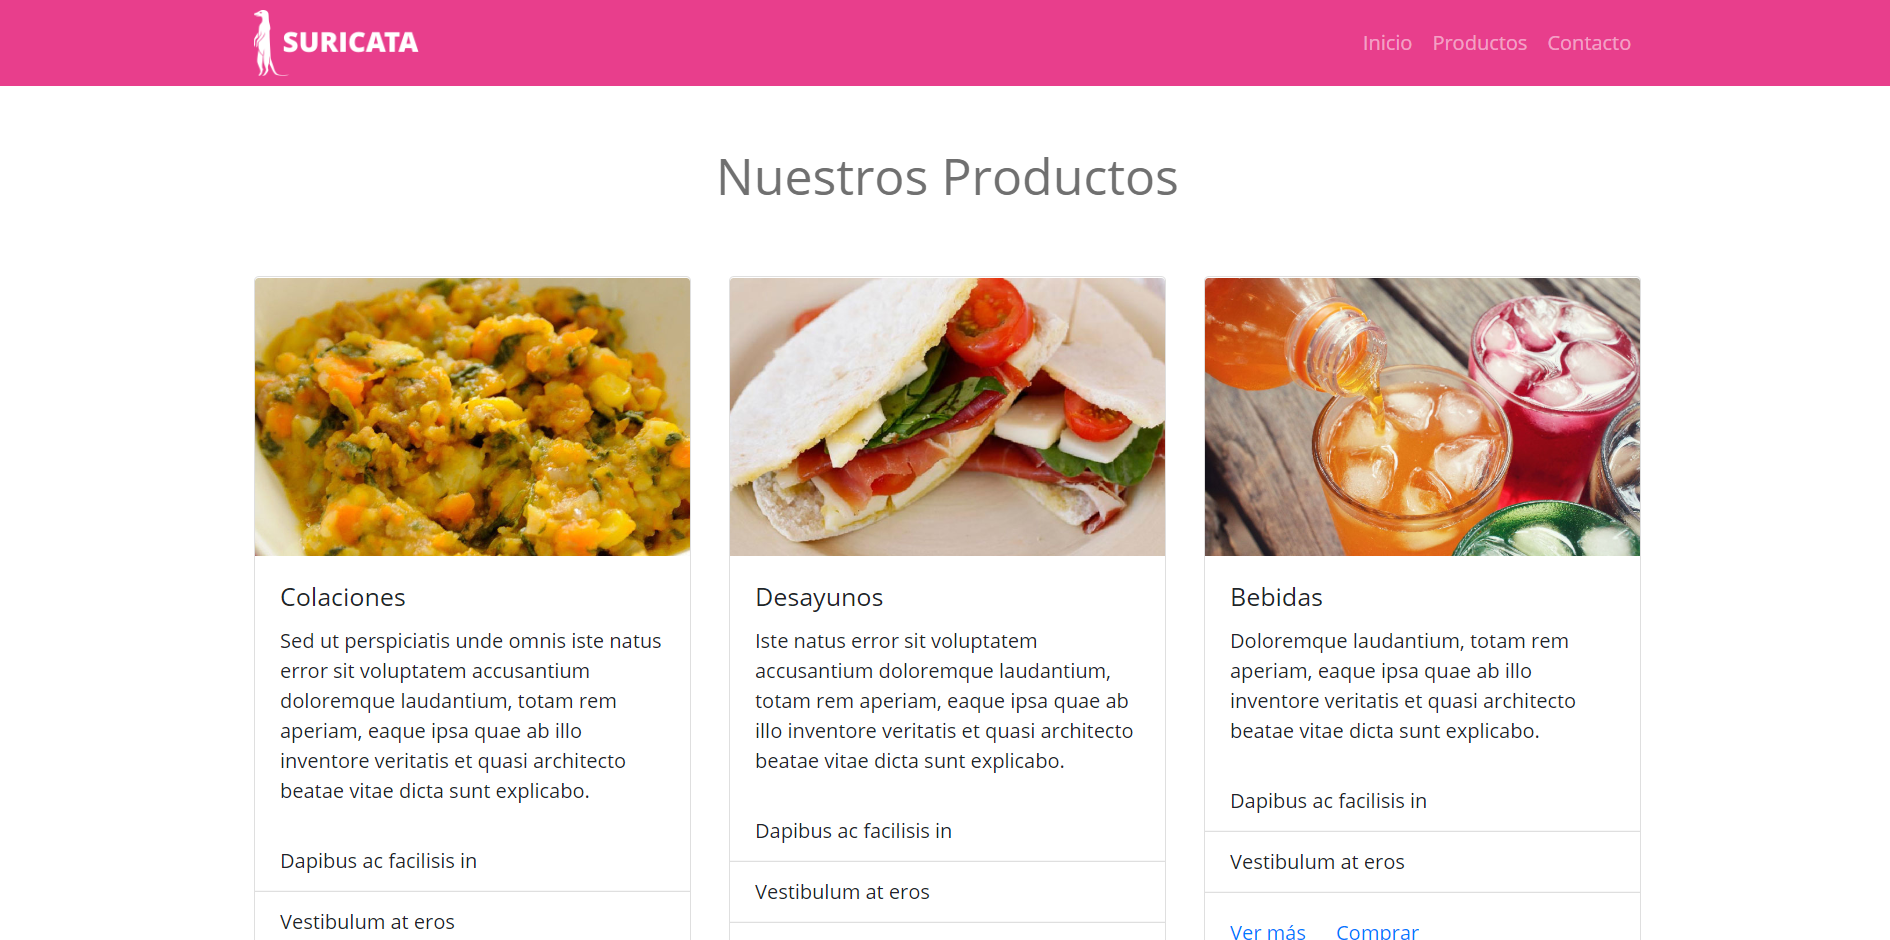 SURICATA
Inicio Productos Contacto
Nuestros Productos
Colaciones
Sed ut perspiciatis unde omnis iste natus
error sit voluptatem accusantium
doloremque laudantium, totam rem
aperiam, eaque ipsa quae ab illo
inventore veritatis et quasi architecto
beatae vitae dicta sunt explicabo.
Dapibus ac facilisis in
Vestibulum at eros
Desayunos
Iste natus error sit voluptatem
accusantium doloremque laudantium,
totam rem aperiam, eaque ipsa quae ab
illo inventore veritatis et quasi architecto
beatae vitae dicta sunt explicabo.
Dapibus ac facilisis in
Vestibulum at eros
Bebidas
Doloremque laudantium, totam rem
aperiam, eaque ipsa quae ab illo
inventore veritatis et quasi architecto
beatae vitae dicta sunt explicabo.
Dapibus ac facilisis in
Vestibulum at eros
Ver más Comprar